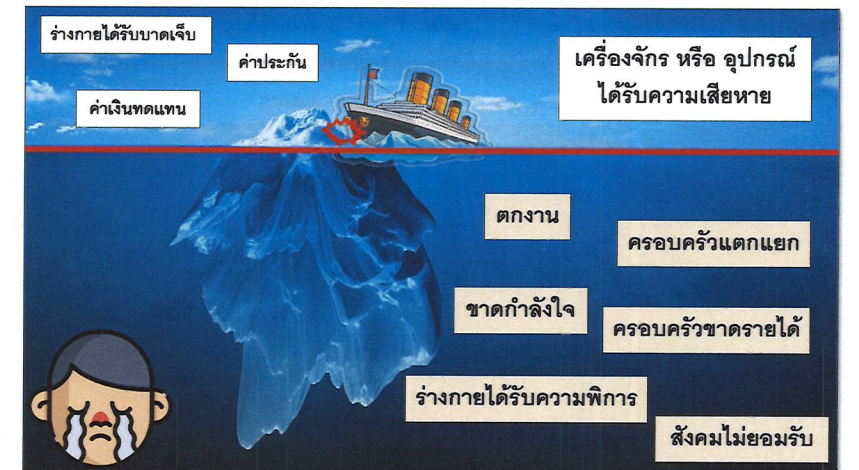 ร่างกายได้รับบาดเจ็บ
ค่าประกัน
ค่าเงินทดแทน
เครื่องจักร หรือ อุปกรณ์
ได้รับความเสียหาย
ตกงาน
ครอบครัวแตกแยก
ขาดกำลังใจ
ครอบครัวขาดรายได้
ร่างกายได้รับความพิการ
สังคมไม่ยอมรับ